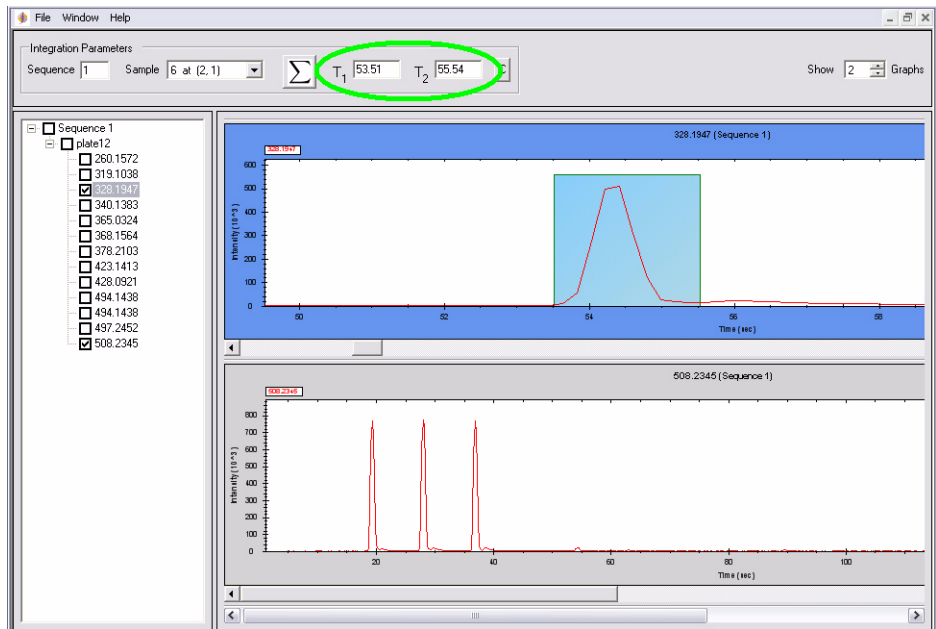 File Window Help
Integration Parameters
Sequence 1 Sample 6 at (2, 1) Σ T1 53.51 T2 55.54 Show 2 Graphs
Sequence 1
plate12
260.1572
319.1038
328.1947
340.1383
365.0324
368.1564
378.2103
423.1413
428.0921
494.1438
494.1438
497.2452
508.2345
328.1947 (Sequence 1)
328.1947
600
500
400
300
200
100
0
Intensity (10^3)
50 52 54 56 58
Time (sec)
508.2345 (Sequence 1)
508.2345
800
700
600
500
400
300
200
100
0
Intensity (10^3)
20 40 60 80 100
Time (sec)